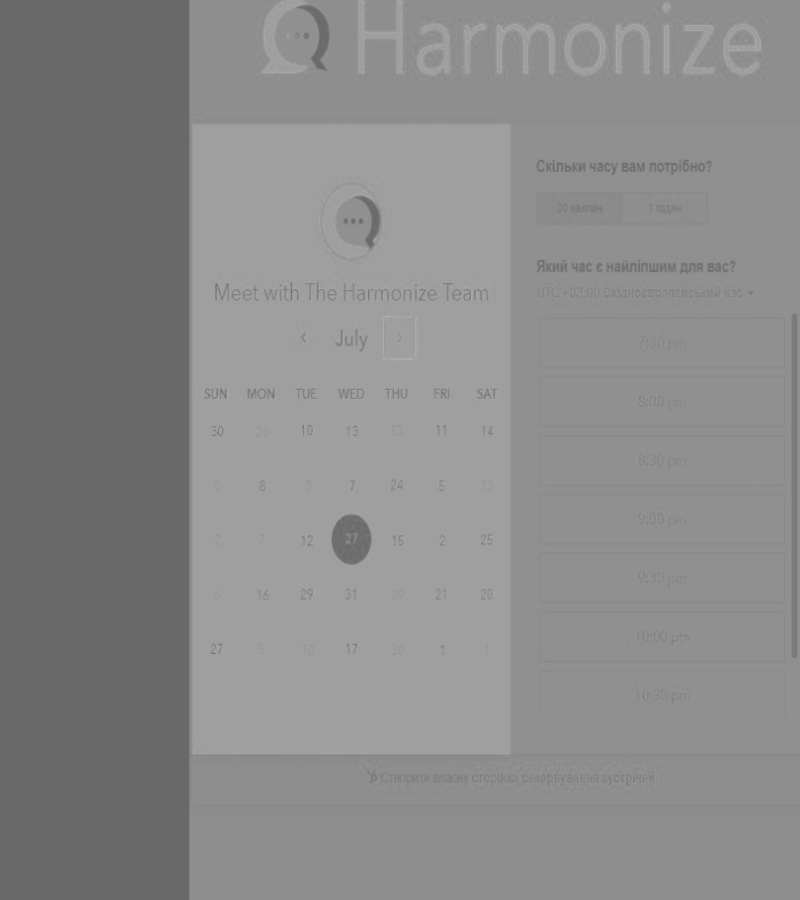 Harmonize
Meet with The Harmonize Team
July
SUN MON TUE WED THU FRI SAT
30 26 10 13 13 11 14
8 8 3 7 24 5 13
2 7 12 27 15 2 25
6 16 29 31 29 21 20
27 5 10 17 30 1 1
Скільки часу вам потрібно?
30 хвилин 1 годин
Який час є найліпшим для вас?
UTC +03:00 Східноєвропейський час
7:30 pm
8:00 pm
8:30 pm
9:00 pm
9:30 pm
10:00 pm
10:30 pm
Створити власну сторінки резервування зустрічей